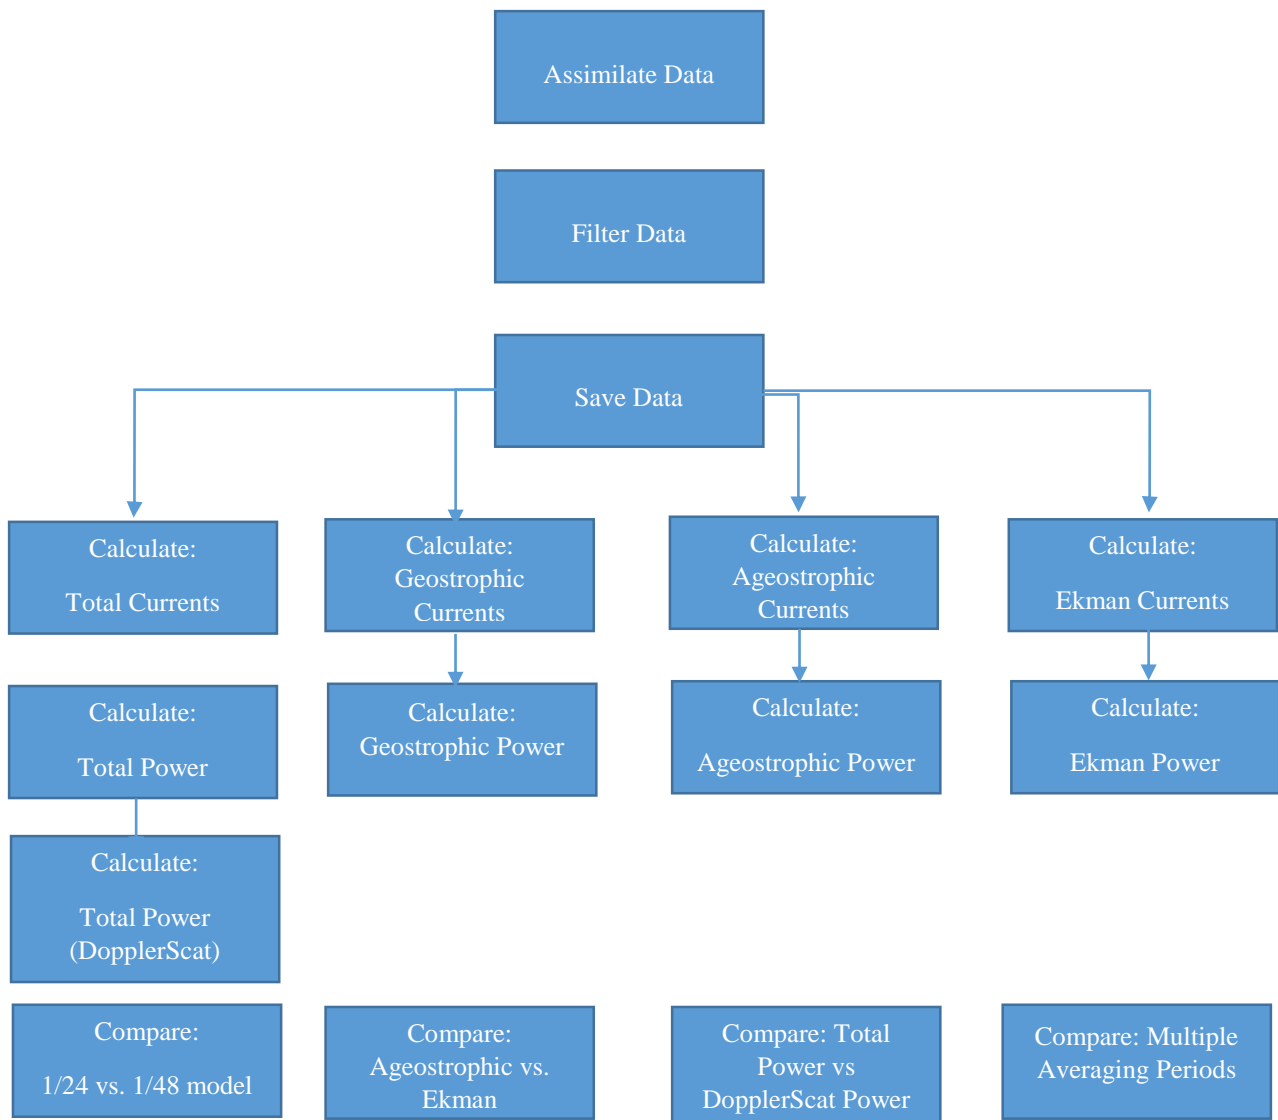 Assimilate Data
Filter Data
Save Data
Calculate:
Total Currents
Calculate:
Geostrophic
Currents
Calculate:
Ageostrophic
Currents
Calculate:
Ekman Currents
Calculate:
Total Power
Calculate:
Geostrophic Power
Calculate:
Ageostrophic Power
Calculate:
Ekman Power
Calculate:
Total Power
(DopplerScat)
Compare:
1/24 vs. 1/48 model
Compare:
Ageostrophic vs.
Ekman
Compare: Total
Power vs
DopplerScat Power
Compare: Multiple
Averaging Periods